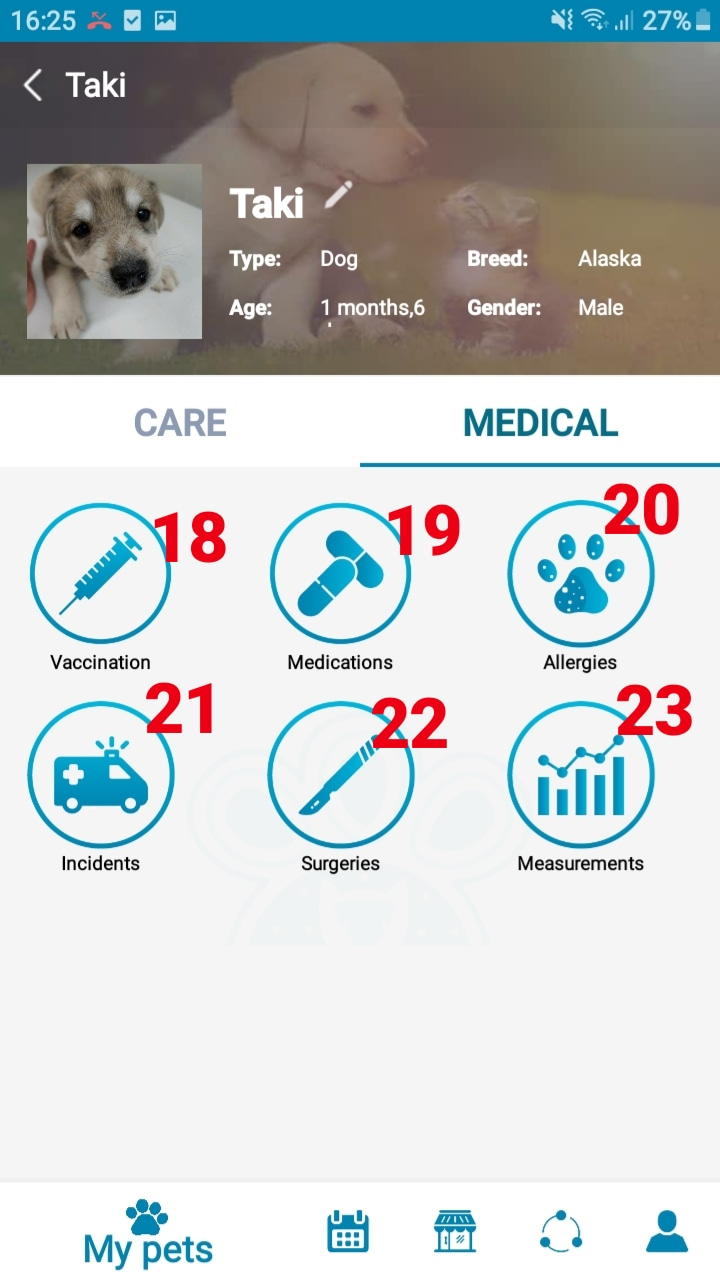 16:25 27%
Taki
Taki
Type: Dog Breed: Alaska
Age: 1 months,6 Gender: Male
CARE MEDICAL
18 19 20
Vaccination Medications Allergies
21 22 23
Incidents Surgeries Measurements
My pets